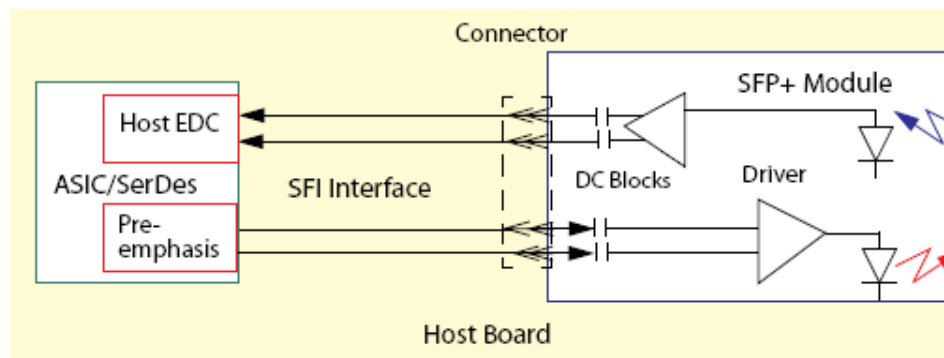 Connector
SFP+ Module
Host EDC
ASIC/SerDes
SFI Interface
DC Blocks
Driver
Pre-
emphasis
Host Board